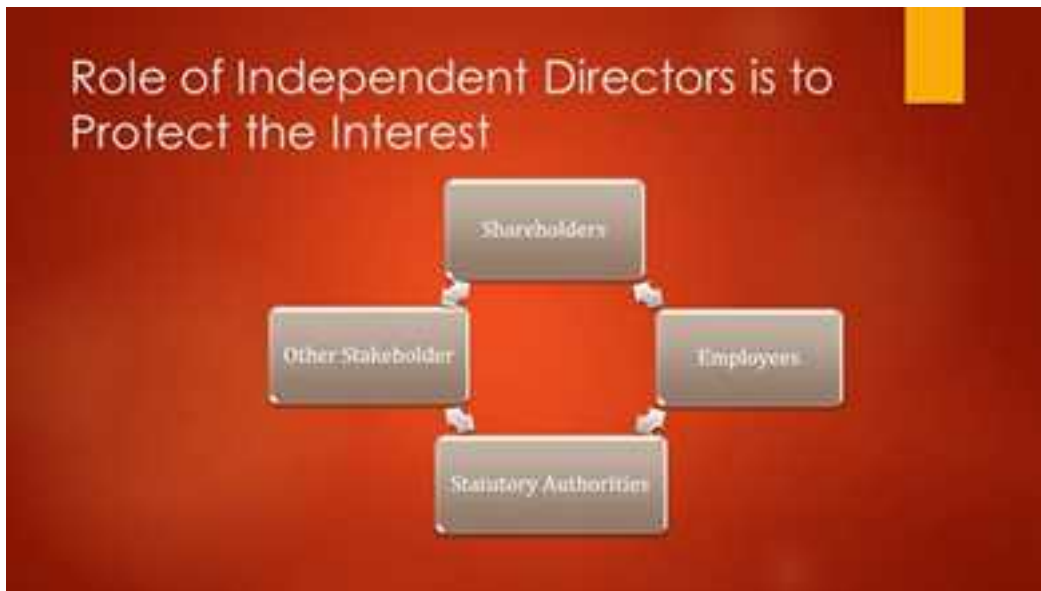 Role of Independent Directors is to
Protect the Interest
Shareholders
Other Stakeholder
Employees
Statutory Authorities